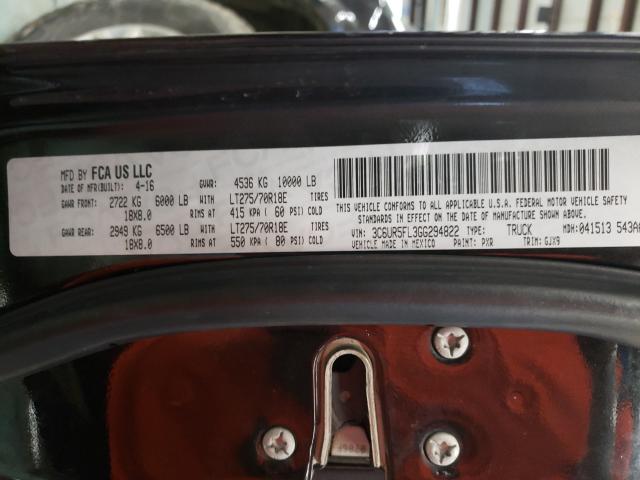 MFD BY FCA US LLC
DATE OF MFR(BUILT): 4-16 GVWR: 4536 KG 10000 LB
GAWR FRONT: 2722 KG 6000 LB WITH LT275/70R18E TIRES
18X8.0 RIMS AT 415 KPA ( 60 PSI) COLD
GAWR REAR: 2949 KG 6500 LB WITH LT275/70R18E TIRES
18X8.0 RIMS AT 550 KPA ( 80 PSI) COLD
THIS VEHICLE CONFORMS TO ALL APPLICABLE U.S.A. FEDERAL MOTOR VEHICLE SAFETY
STANDARDS IN EFFECT ON THE DATE OF MANUFACTURE SHOWN ABOVE
VIN: 3C6UR5FL3GG294822 TYPE: TRUCK MDH: 041513 543AA
VEHICLE MADE IN MEXICO PAINT: PXR TRIM: GJX9